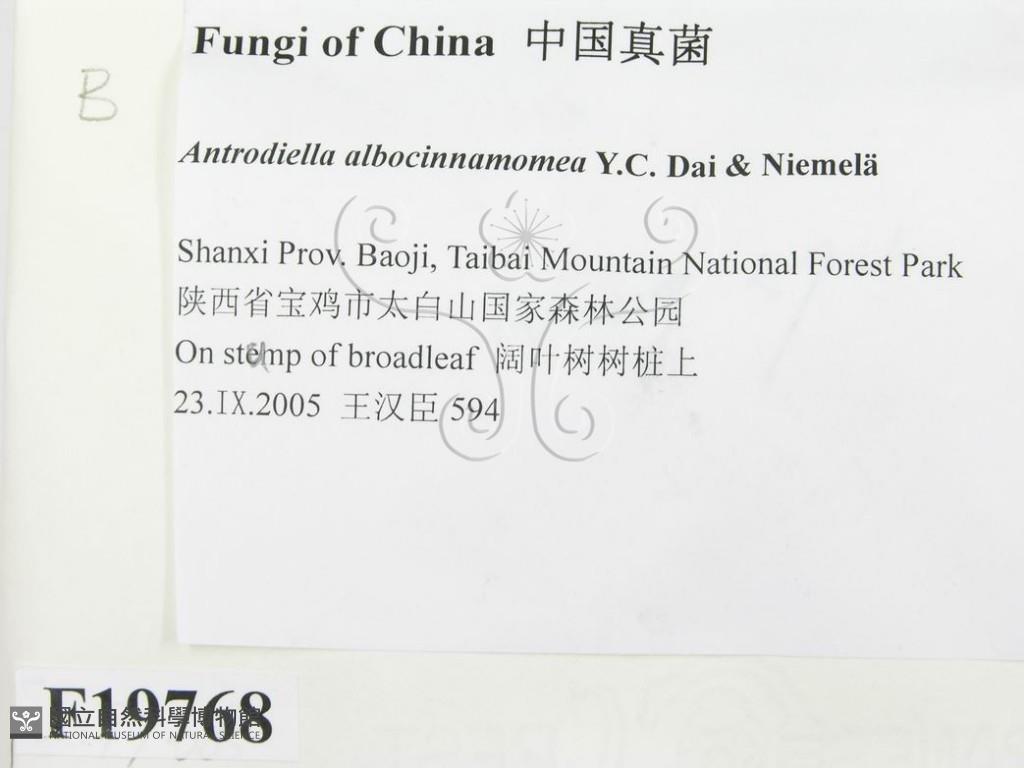 Fungi of China 中国真菌
B
Antrodiella albocinnamomea Y.C. Dai & Niemelä
Shanxi Prov. Baoji, Taibai Mountain National Forest Park
陕西省宝鸡市太白山国家森林公园
On stump of broadleaf 阔叶树树桩上
23.IX.2005 王汉臣 594
F19768
國立自然科學博物館
NATIONAL MUSEUM OF NATURAL SCIENCE